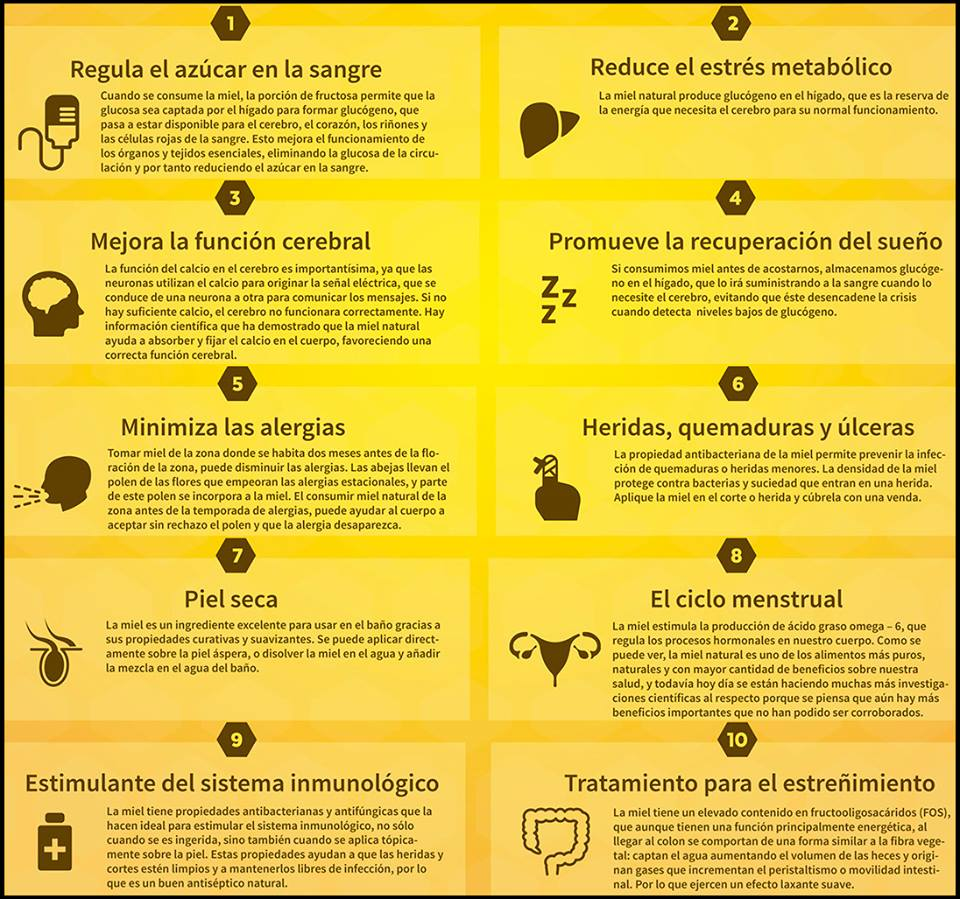 1
Regula el azúcar en la sangre
Cuando se consume la miel, la porción de fructosa permite que la
glucosa sea captada por el hígado para formar glucógeno, que
pasa a estar disponible para el cerebro, el corazón, los riñones y
las células rojas de la sangre. Esto mejora el funcionamiento de
los órganos y tejidos esenciales, eliminando la glucosa de la circu-
lación y por tanto reduciendo el azúcar en la sangre.
2
Reduce el estrés metabólico
La miel natural produce glucógeno en el hígado, que es la reserva de
la energía que necesita el cerebro para su normal funcionamiento.
3
Mejora la función cerebral
La función del calcio en el cerebro es importantísima, ya que las
neuronas utilizan el calcio para originar la señal eléctrica, que se
conduce de una neurona a otra para comunicar los mensajes. Si no
hay suficiente calcio, el cerebro no funcionara correctamente. Hay
información científica que ha demostrado que la miel natural
ayuda a absorber y fijar el calcio en el cuerpo, favoreciendo una
correcta función cerebral.
4
Promueve la recuperación del sueño
Si consumimos miel antes de acostarnos, almacenamos glucóge-
no en el hígado, que lo irá suministrando a la sangre cuando lo
necesite el cerebro, evitando que éste desencadene la crisis
cuando detecta niveles bajos de glucógeno.
Z
Z
Z
5
Minimiza las alergias
Tomar miel de la zona donde se habita dos meses antes de la flo-
ración de la zona, puede disminuir las alergias. Las abejas llevan el
polen de las flores que empeoran las alergias estacionales, y parte
de este polen se incorpora a la miel. El consumir miel natural de la
zona antes de la temporada de alergias, puede ayudar al cuerpo a
aceptar sin rechazo el polen y que la alergia desaparezca.
6
Heridas, quemaduras y úlceras
La propiedad antibacteriana de la miel permite prevenir la infec-
ción de quemaduras o heridas menores. La densidad de la miel
protege contra bacterias y suciedad que entran en una herida.
Aplique la miel en el corte o herida y cúbrela con una venda.
7
Piel seca
La miel es un ingrediente excelente para usar en el baño gracias a
sus propiedades curativas y suavizantes. Se puede aplicar direct-
amente sobre la piel áspera, o disolver la miel en el agua y añadir
la mezcla en el agua del baño.
8
El ciclo menstrual
La miel estimula la producción de ácido graso omega – 6, que
regula los procesos hormonales en nuestro cuerpo. Como se
puede ver, la miel natural es uno de los alimentos más puros,
naturales y con mayor cantidad de beneficios sobre nuestra
salud, y todavía hoy día se están haciendo muchas más investiga-
ciones científicas al respecto porque se piensa que aún hay más
beneficios importantes que no han podido ser corroborados.
9
Estimulante del sistema inmunológico
La miel tiene propiedades antibacterianas y antifúngicas que la
hacen ideal para estimular el sistema inmunológico, no sólo
cuando se es ingerida, sino también cuando se aplica tópica-
mente sobre la piel. Estas propiedades ayudan a que las heridas y
cortes estén limpios y a mantenerlos libres de infección, por lo
que es un buen antiséptico natural.
10
Tratamiento para el estreñimiento
La miel tiene un elevado contenido en fructooligosacáridos (FOS),
que aunque tienen una función principalmente energética, al
llegar al colon se comportan de una forma similar a la fibra vege-
tal: captan el agua aumentando el volumen de las heces y origi-
nan gases que incrementan el peristaltismo o movilidad intesti-
nal. Por lo que ejercen un efecto laxante suave.